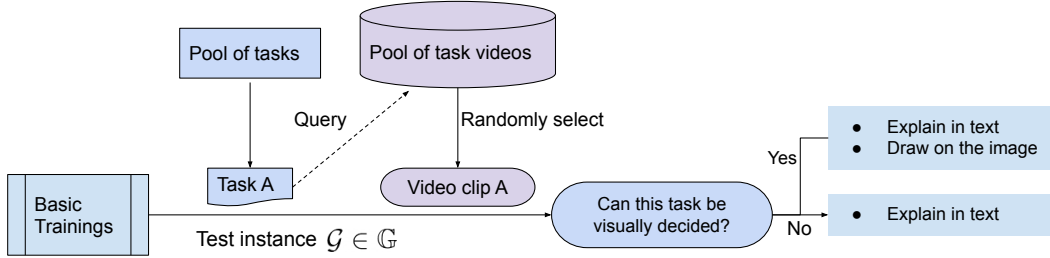 Pool of tasks
Pool of task videos
Query
Randomly select
Task A
Video clip A
Basic
Trainings
Test instance 𝒢 ∈ 𝔾
Can this task be
visually decided?
Yes
No
● Explain in text
● Draw on the image
● Explain in text